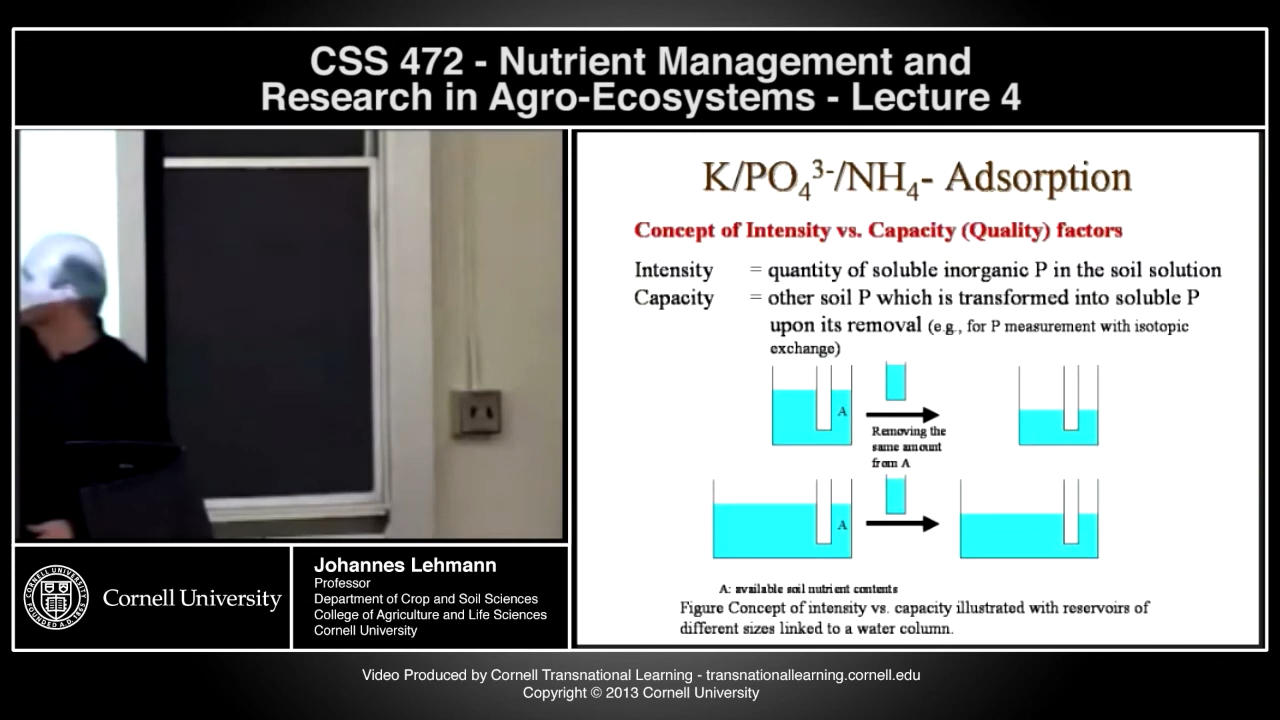 CSS 472 - Nutrient Management and
Research in Agro-Ecosystems - Lecture 4
K/PO₄³⁻/NH₄- Adsorption
Concept of Intensity vs. Capacity (Quality) factors
Intensity = quantity of soluble inorganic P in the soil solution
Capacity = other soil P which is transformed into soluble P
upon its removal (e.g., for P measurement with isotopic
exchange)
A
Removing the
same amount
from A
A
A: available soil nutrient contents
Figure Concept of intensity vs. capacity illustrated with reservoirs of
different sizes linked to a water column.
Cornell University
Johannes Lehmann
Professor
Department of Crop and Soil Sciences
College of Agriculture and Life Sciences
Cornell University
Video Produced by Cornell Transnational Learning - transnationallearning.cornell.edu
Copyright © 2013 Cornell University